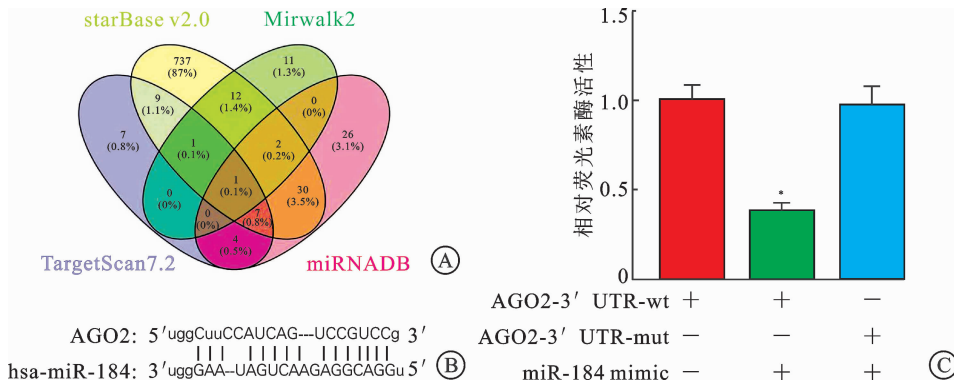 starBase v2.0
Mirwalk2
737
(87%)
11
(1.3%)
9
(1.1%)
12
(1.4%)
0
(0%)
7
(0.8%)
1
(0.1%)
2
(0.2%)
26
(3.1%)
0
(0%)
1
(0.1%)
30
(3.5%)
0
(0%)
7
(0.8%)
4
(0.5%)
TargetScan7.2
miRNADB
A
AGO2: 5′uggCuuCCAUCAG---UCCGUCCg 3′
hsa-miR-184: 3′uggGAA--UAGUCAAGAGGCAGGu 5′
B
相对荧光素酶活性
1.5
1.0
0.5
0
*
AGO2-3′ UTR-wt + + −
AGO2-3′ UTR-mut − − +
miR-184 mimic − + +
C